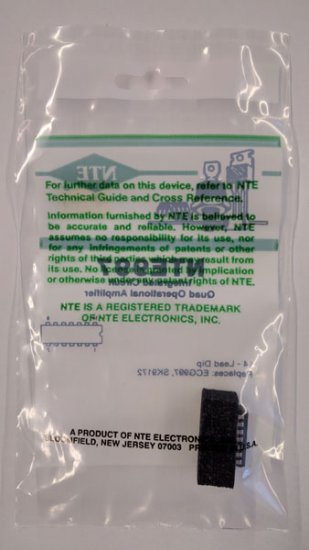 NTE
For further data on this device, refer to NTE
Technical Guide and Cross Reference.
Information furnished by NTE is believed to
be accurate and reliable. However, NTE
assumes no responsibility for its use, nor
for any infringements of patents or other
rights of third parties which may result from
its use. No license is granted by implication
or otherwise under any patent rights of NTE.
NTE987
Integrated Circuit
Quad Operational Amplifier
NTE IS A REGISTERED TRADEMARK
OF NTE ELECTRONICS, INC.
14 - Lead Dip
Replaces: ECG987, SK9172
A PRODUCT OF NTE ELECTRONICS
BLOOMFIELD, NEW JERSEY 07003 U.S.A.